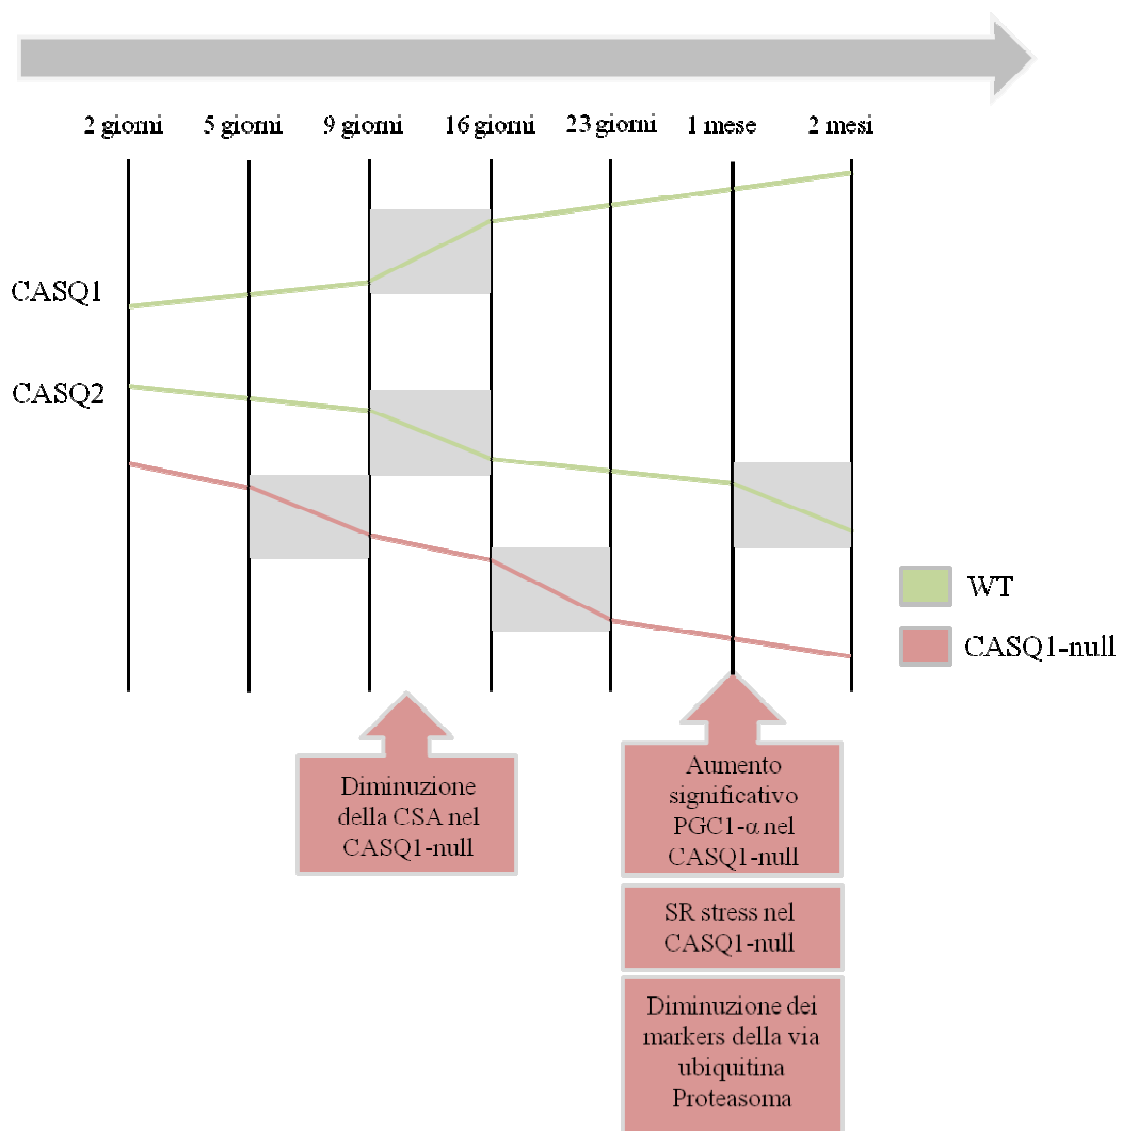 2 giorni 5 giorni 9 giorni 16 giorni 23 giorni 1 mese 2 mesi
CASQ1
CASQ2
WT
CASQ1-null
Diminuzione
della CSA nel
CASQ1-null
Aumento
significativo
PGC1-α nel
CASQ1-null
SR stress nel
CASQ1-null
Diminuzione dei
markers della via
ubiquitina
Proteasoma